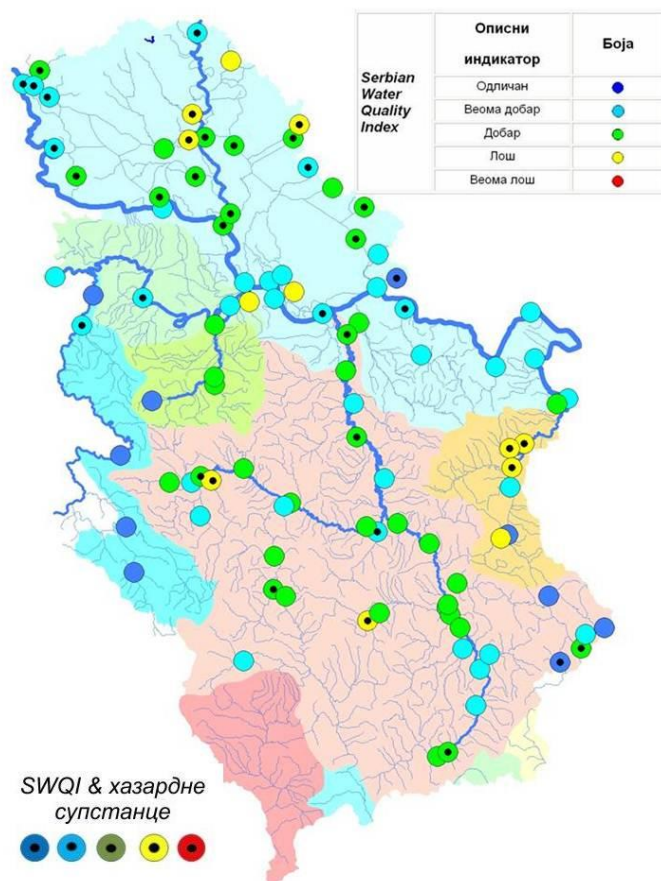 Serbian
Water
Quality
Index
Описни
индикатор
Боја
Одличан
Веома добар
Добар
Лош
Веома лош
SWQI & хазардне
супстанце